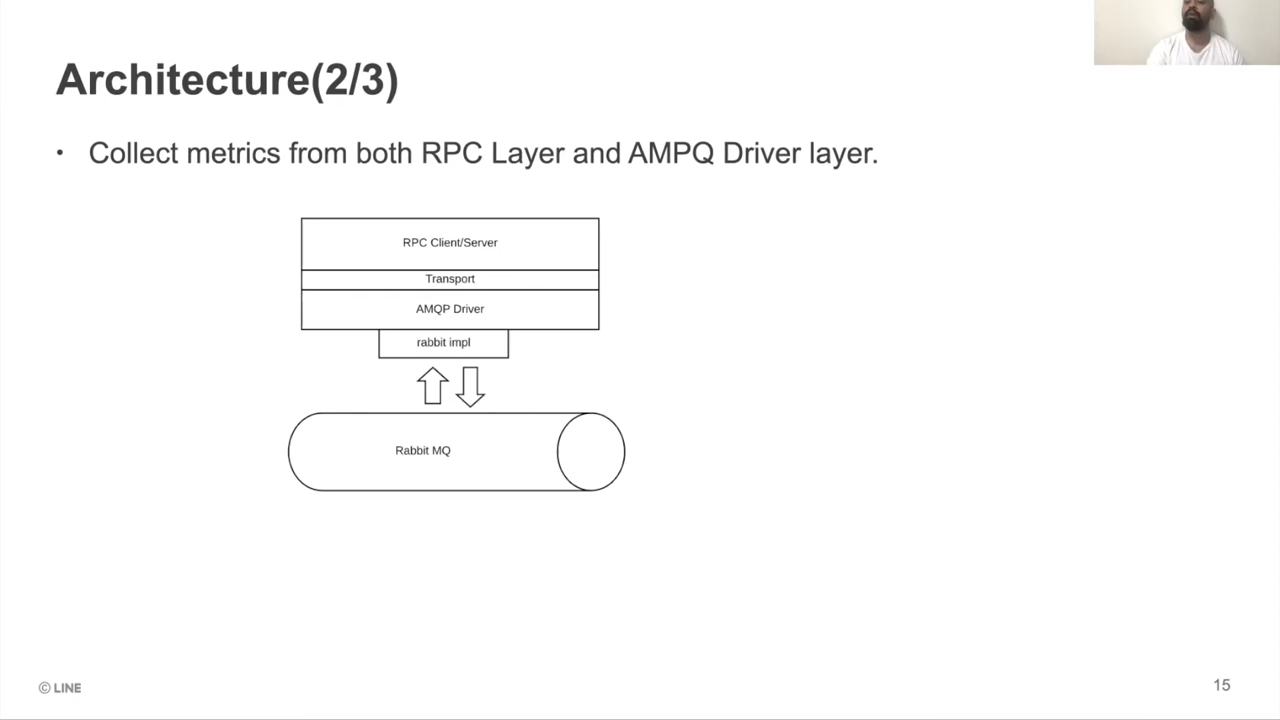 Architecture(2/3)
• Collect metrics from both RPC Layer and AMPQ Driver layer.
RPC Client/Server
Transport
AMQP Driver
rabbit impl
Rabbit MQ
© LINE
15